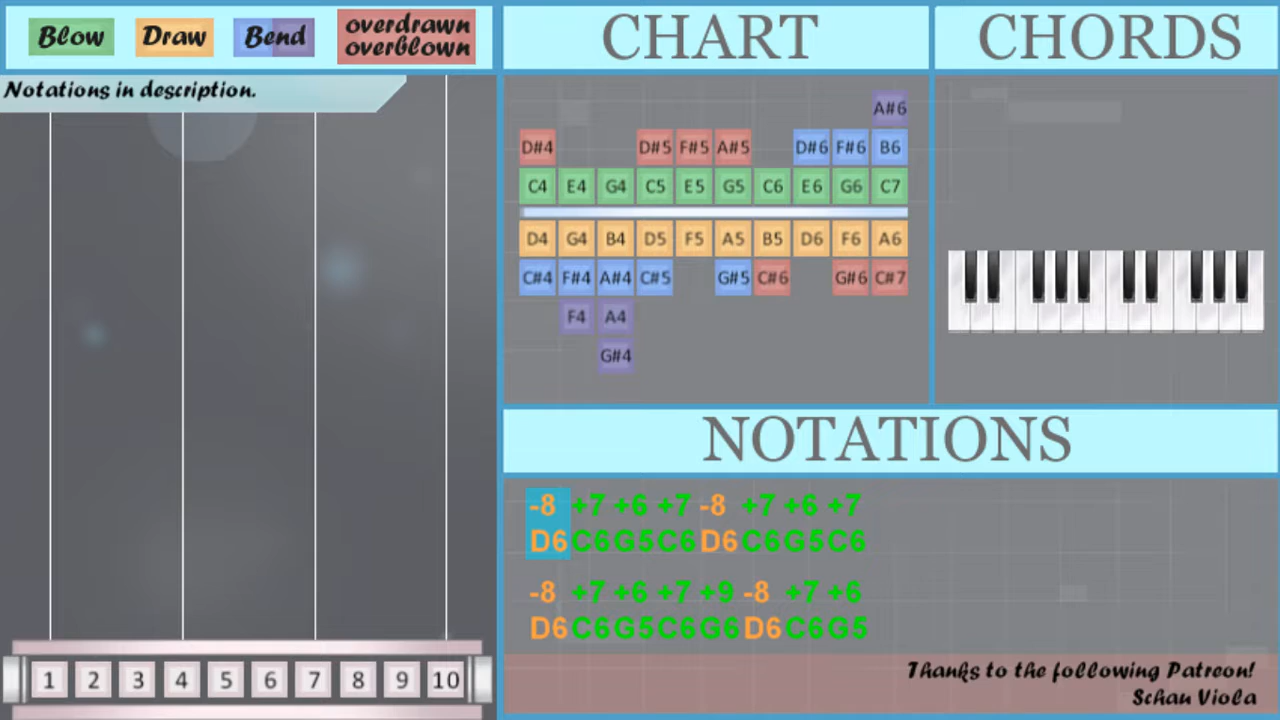 Blow Draw Bend overdrawn
overblown
CHART
CHORDS
Notations in description.
A#6
D#4 D#5 F#5 A#5 D#6 F#6 B6
C4 E4 G4 C5 E5 G5 C6 E6 G6 C7
D4 G4 B4 D5 F5 A5 B5 D6 F6 A6
C#4 F#4 A#4 C#5 G#5 C#6 G#6 C#7
F4 A4
G#4
NOTATIONS
-8 +7 +6 +7 -8 +7 +6 +7
D6 C6 G5 C6 D6 C6 G5 C6
-8 +7 +6 +7 +9 -8 +7 +6
D6 C6 G5 C6 G6 D6 C6 G5
1 2 3 4 5 6 7 8 9 10
Thanks to the following Patreon!
Schau Viola